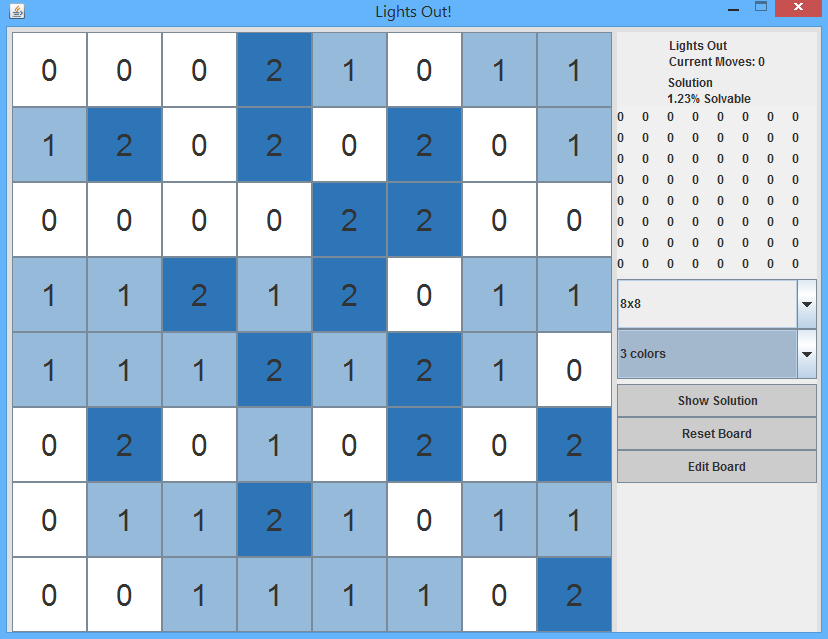 Lights Out!
0 0 0 2 1 0 1 1
1 2 0 2 0 2 0 1
0 0 0 0 2 2 0 0
1 1 2 1 2 0 1 1
1 1 1 2 1 2 1 0
0 2 0 1 0 2 0 2
0 1 1 2 1 0 1 1
0 0 1 1 1 1 0 2
Lights Out
Current Moves: 0
Solution
1.23% Solvable
0 0 0 0 0 0 0 0
0 0 0 0 0 0 0 0
0 0 0 0 0 0 0 0
0 0 0 0 0 0 0 0
0 0 0 0 0 0 0 0
0 0 0 0 0 0 0 0
0 0 0 0 0 0 0 0
0 0 0 0 0 0 0 0
8x8
3 colors
Show Solution
Reset Board
Edit Board